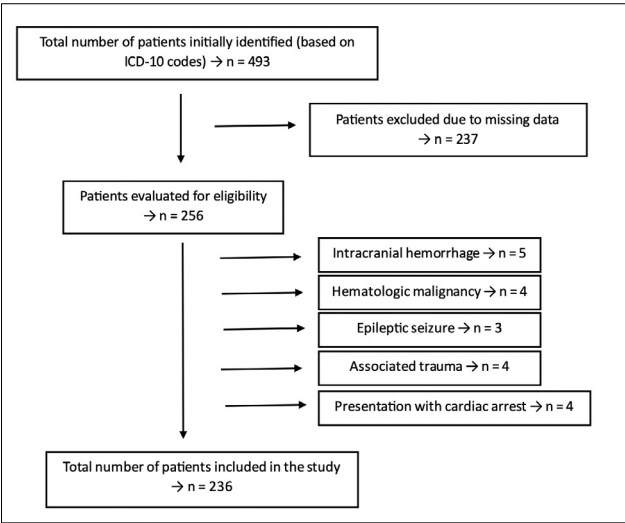 Total number of patients initially identified (based on
ICD-10 codes) → n = 493
Patients excluded due to missing data
→ n = 237
Patients evaluated for eligibility
→ n = 256
Intracranial hemorrhage → n = 5
Hematologic malignancy → n = 4
Epileptic seizure → n = 3
Associated trauma → n = 4
Presentation with cardiac arrest → n = 4
Total number of patients included in the study
→ n = 236